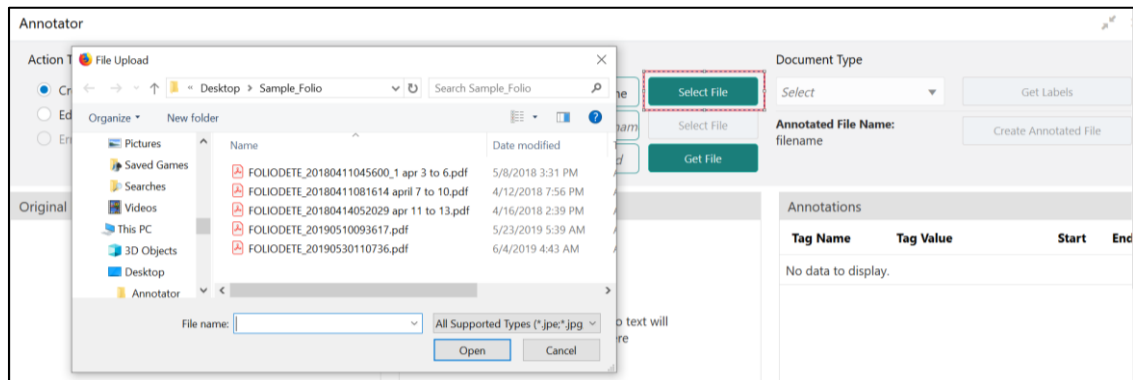 Annotator
Action T
Cr
Ed
En
File Upload
« Desktop > Sample_Folio
Search Sample_Folio
Organize
New folder
Pictures
Saved Games
Searches
Videos
This PC
3D Objects
Desktop
Annotator
Name
Date modified
FOLIODETE_20180411045600_1 apr 3 to 6.pdf
5/8/2018 3:31 PM
FOLIODETE_20180411081614 april 7 to 10.pdf
4/12/2018 7:56 PM
FOLIODETE_20180414052029 apr 11 to 13.pdf
4/16/2018 2:39 PM
FOLIODETE_20190510093617.pdf
5/23/2019 5:39 AM
FOLIODETE_20190530110736.pdf
6/4/2019 4:43 AM
File name:
All Supported Types (*.jpe;*.jpg
Open
Cancel
ne
Select File
nam
Select File
d
Get File
Document Type
Select
Get Labels
Annotated File Name:
filename
Create Annotated File
Original
o text will
re
Annotations
Tag Name Tag Value Start End
No data to display.